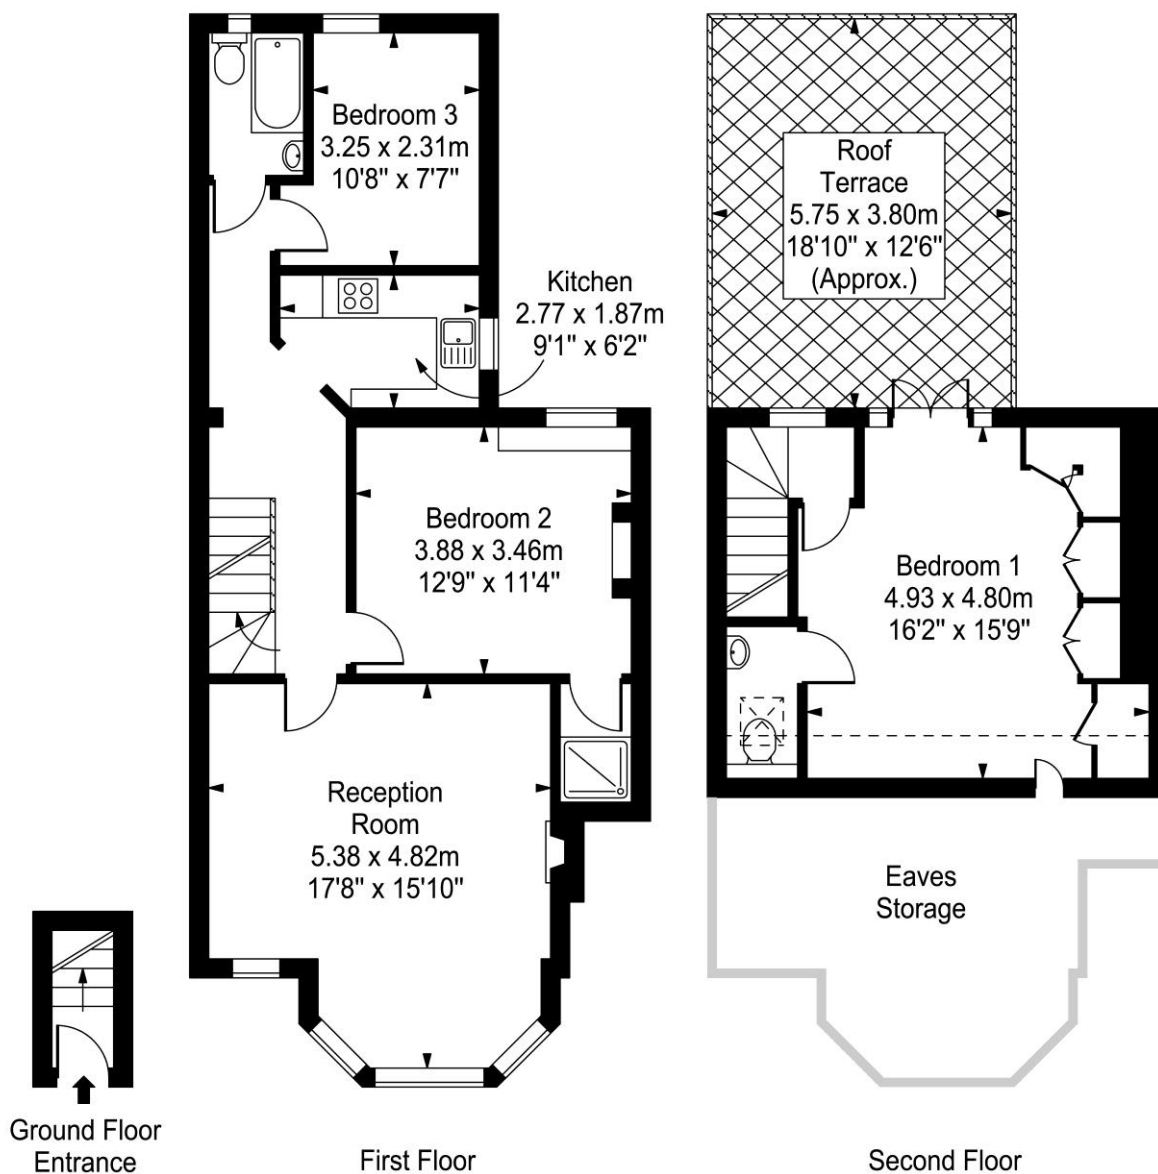 Bedroom 3
3.25 x 2.31m
10'8" x 7'7"
Kitchen
2.77 x 1.87m
9'1" x 6'2"
Roof
Terrace
5.75 x 3.80m
18'10" x 12'6"
(Approx.)
Bedroom 2
3.88 x 3.46m
12'9" x 11'4"
Bedroom 1
4.93 x 4.80m
16'2" x 15'9"
Reception
Room
5.38 x 4.82m
17'8" x 15'10"
Eaves
Storage
Ground Floor
Entrance
First Floor
Second Floor